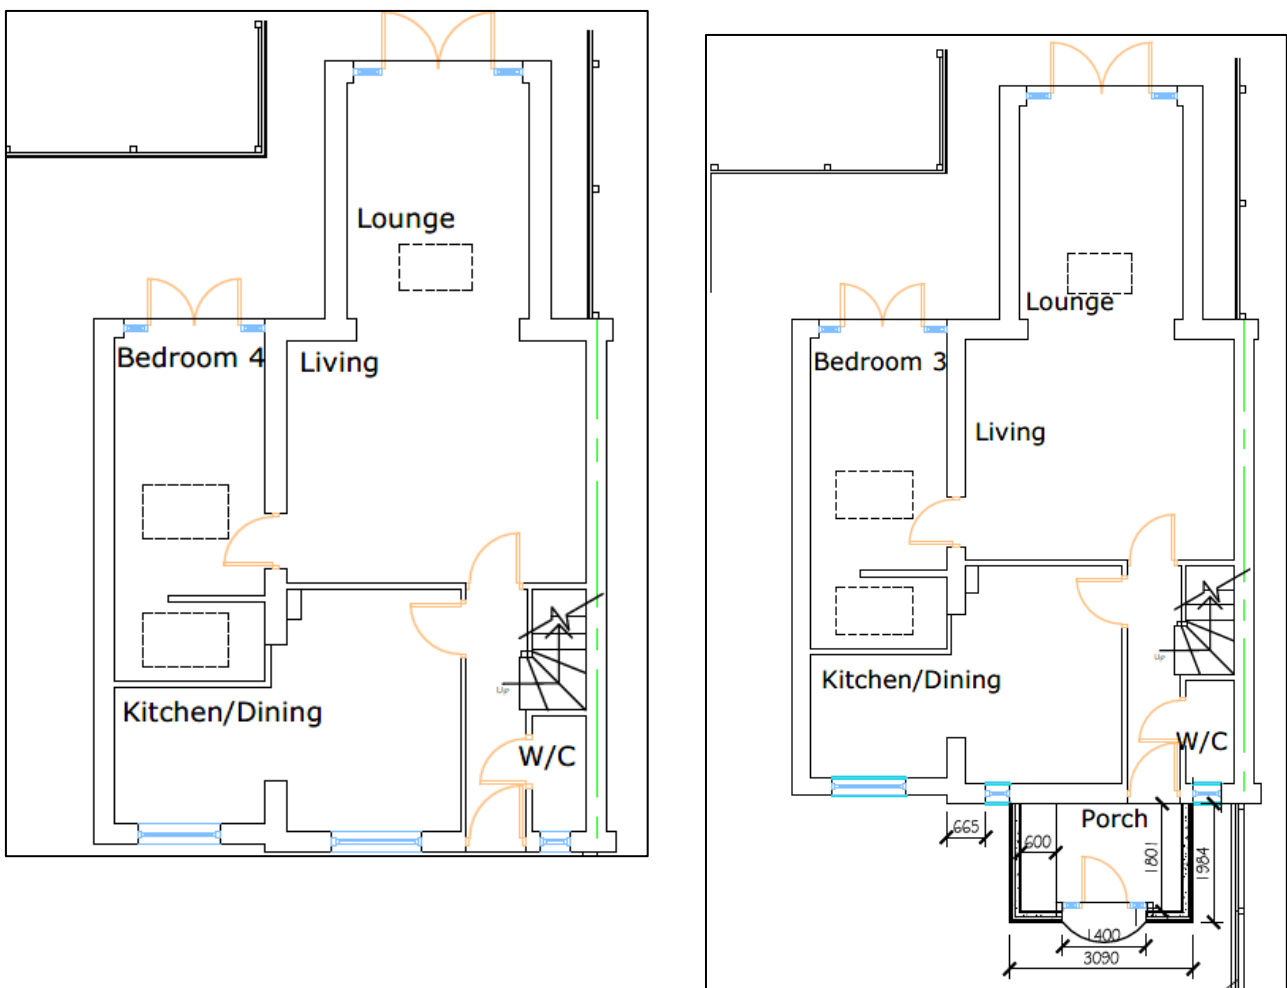 Lounge
Bedroom 4
Living
Up
Kitchen/Dining
W/C
Lounge
Bedroom 3
Living
Up
Kitchen/Dining
W/C
Porch
665
600
1801
1984
1400
3090